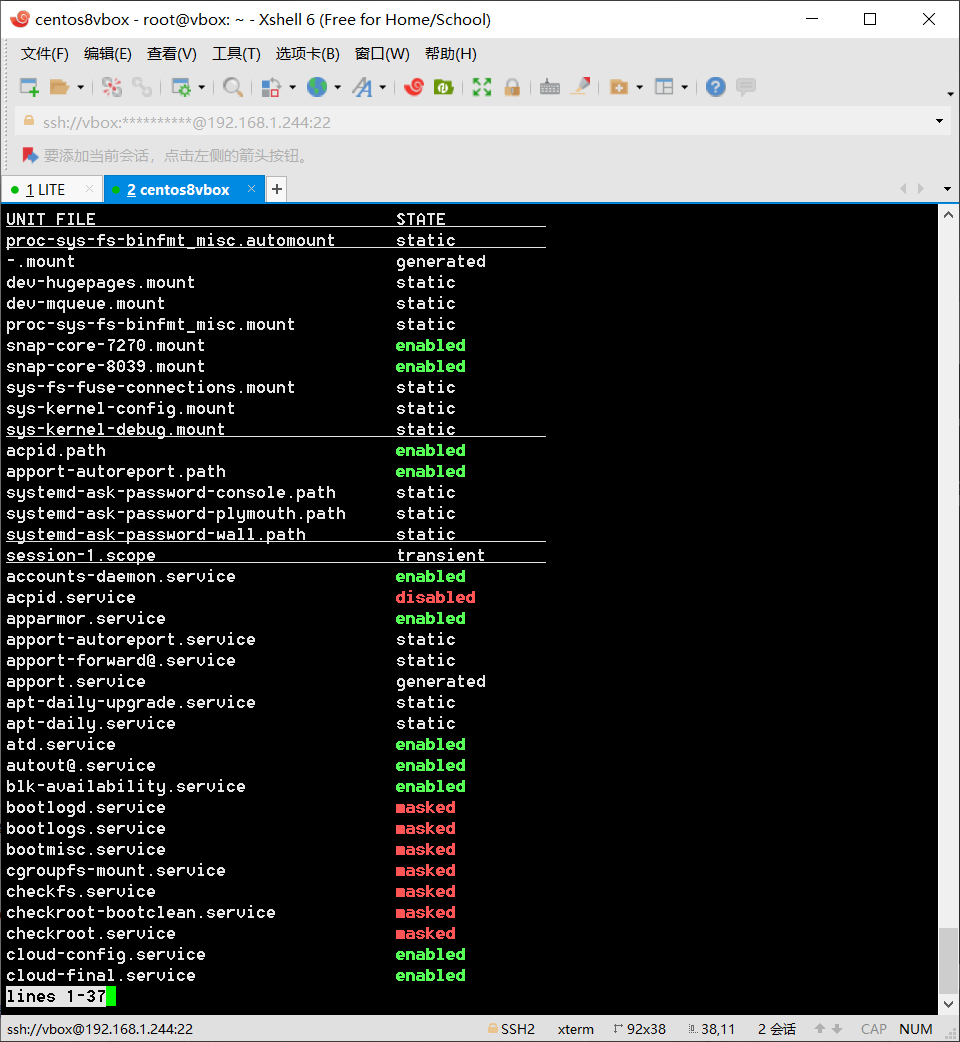 centos8vbox - root@vbox: ~ - Xshell 6 (Free for Home/School)
文件(F) 编辑(E) 查看(V) 工具(T) 选项卡(B) 窗口(W) 帮助(H)
ssh://vbox:**********@192.168.1.244:22
要添加当前会话，点击左侧的箭头按钮。
1 LITE × 2 centos8vbox × +
UNIT FILE STATE
proc-sys-fs-binfmt_misc.automount static
-.mount generated
dev-hugepages.mount static
dev-mqueue.mount static
proc-sys-fs-binfmt_misc.mount static
snap-core-7270.mount enabled
snap-core-8039.mount enabled
sys-fs-fuse-connections.mount static
sys-kernel-config.mount static
sys-kernel-debug.mount static
acpid.path enabled
apport-autoreport.path enabled
systemd-ask-password-console.path static
systemd-ask-password-plymouth.path static
systemd-ask-password-wall.path static
session-1.scope transient
accounts-daemon.service enabled
acpid.service disabled
apparmor.service enabled
apport-autoreport.service static
apport-forward@.service static
apport.service generated
apt-daily-upgrade.service static
apt-daily.service static
atd.service enabled
autovt@.service enabled
blk-availability.service enabled
bootlogd.service masked
bootlogs.service masked
bootmisc.service masked
cgroupfs-mount.service masked
checkfs.service masked
checkroot-bootclean.service masked
checkroot.service masked
cloud-config.service enabled
cloud-final.service enabled
lines 1-37
ssh://vbox@192.168.1.244:22 SSH2 xterm 92x38 38,11 2 会话 CAP NUM